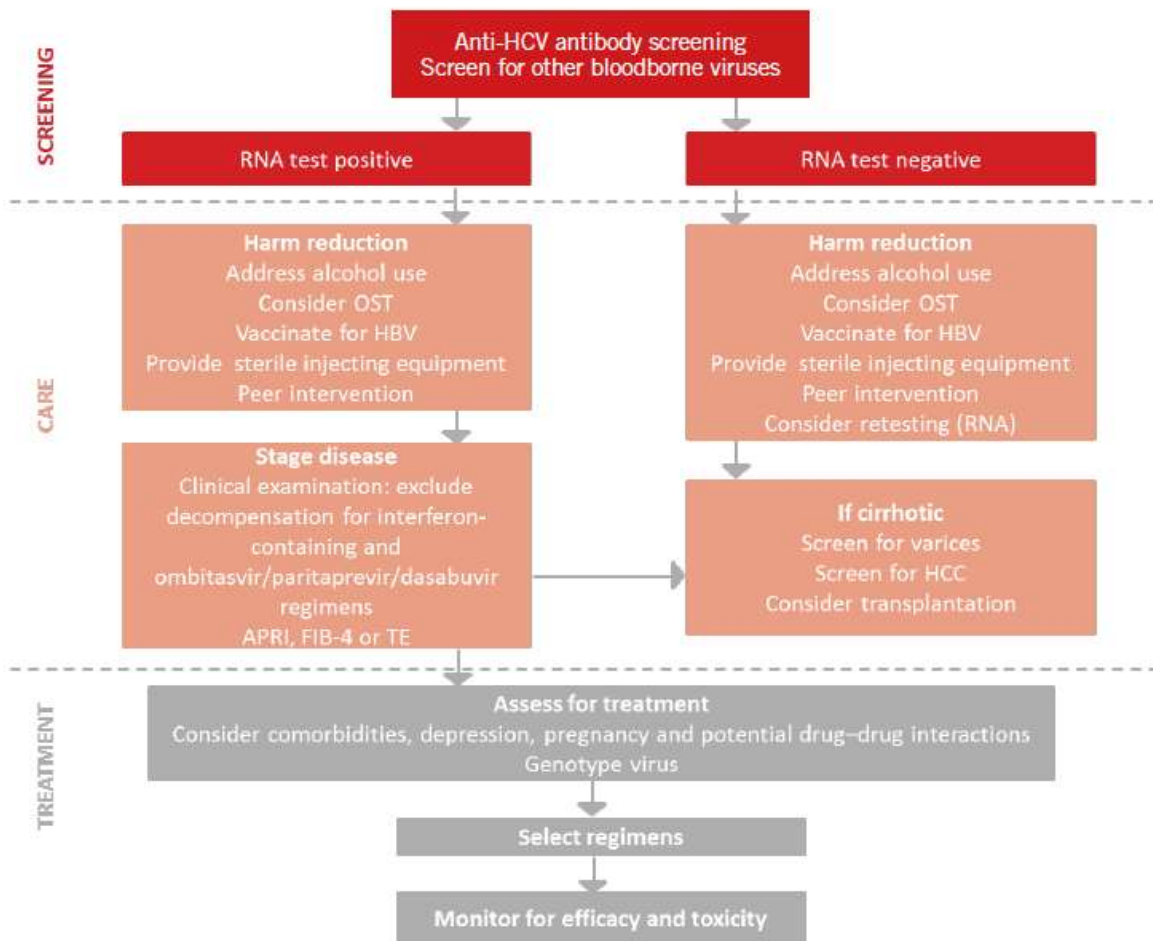 SCREENING
Anti-HCV antibody screening
Screen for other bloodborne viruses
RNA test positive
RNA test negative
CARE
Harm reduction
Address alcohol use
Consider OST
Vaccinate for HBV
Provide sterile injecting equipment
Peer intervention
Harm reduction
Address alcohol use
Consider OST
Vaccinate for HBV
Provide sterile injecting equipment
Peer intervention
Consider retesting (RNA)
Stage disease
Clinical examination: exclude
decompensation for interferon-
containing and
ombitasvir/paritaprevir/dasabuvir
regimens
APRI, FIB-4 or TE
If cirrhotic
Screen for varices
Screen for HCC
Consider transplantation
TREATMENT
Assess for treatment
Consider comorbidities, depression, pregnancy and potential drug–drug interactions
Genotype virus
Select regimens
Monitor for efficacy and toxicity